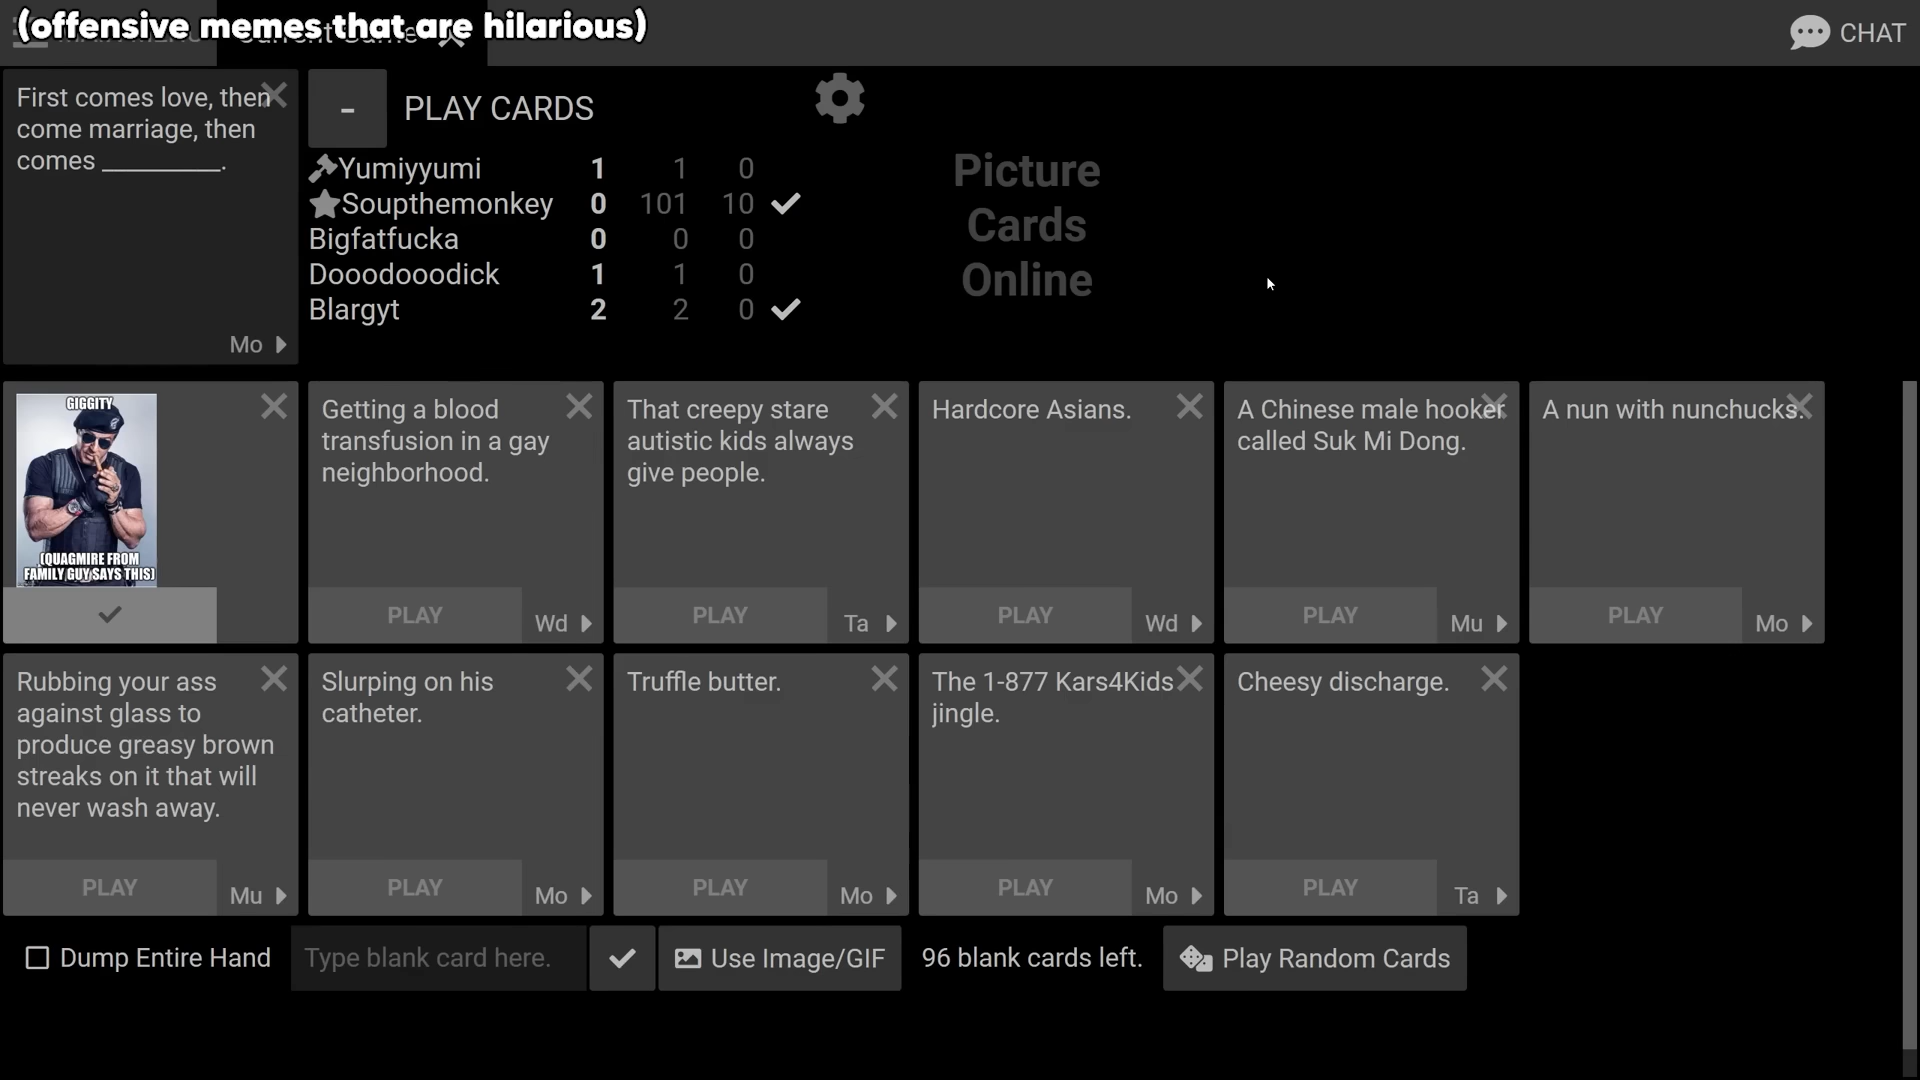 (offensive memes that are hilarious)
Current Game
CHAT
First comes love, then
come marriage, then
comes __________.
Mo
-
PLAY CARDS
Yumiyyumi 1 1 0
Soupthemonkey 0 101 10
Bigfatfucka 0 0 0
Dooodooodick 1 1 0
Blargyt 2 2 0
Picture
Cards
Online
GIGGITY
(QUAGMIRE FROM
FAMILY GUY SAYS THIS)
Getting a blood
transfusion in a gay
neighborhood.
PLAY
Wd
That creepy stare
autistic kids always
give people.
PLAY
Ta
Hardcore Asians.
PLAY
Wd
A Chinese male hooker
called Suk Mi Dong.
PLAY
Mu
A nun with nunchucks.
PLAY
Mo
Rubbing your ass
against glass to
produce greasy brown
streaks on it that will
never wash away.
PLAY
Mu
Slurping on his
catheter.
PLAY
Mo
Truffle butter.
PLAY
Mo
The 1-877 Kars4Kids
jingle.
PLAY
Mo
Cheesy discharge.
PLAY
Ta
Dump Entire Hand
Type blank card here.
Use Image/GIF
96 blank cards left.
Play Random Cards